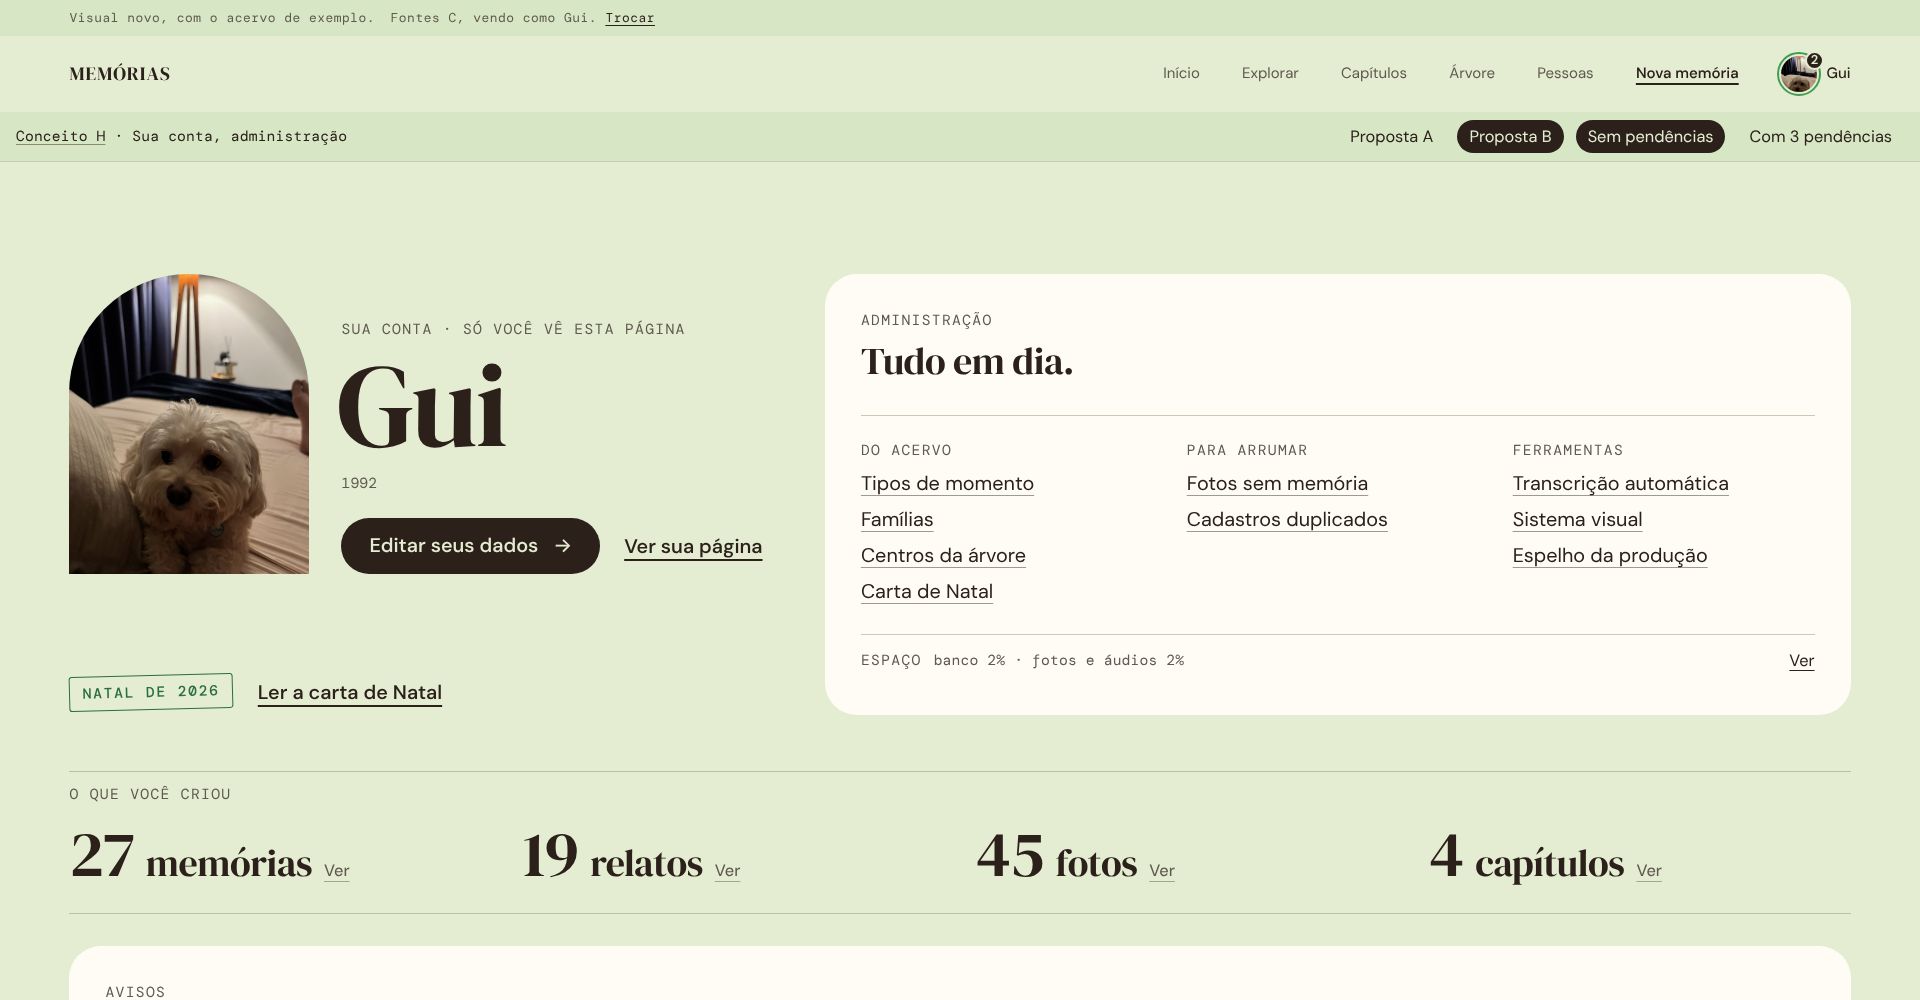 Visual novo, com o acervo de exemplo. Fontes C, vendo como Gui. Trocar
MEMÓRIAS
Início Explorar Capítulos Árvore Pessoas Nova memória 2 Gui
Conceito H · Sua conta, administração
Proposta A Proposta B Sem pendências Com 3 pendências
SUA CONTA · SÓ VOCÊ VÊ ESTA PÁGINA
Gui
1992
Editar seus dados → Ver sua página
NATAL DE 2026 Ler a carta de Natal
ADMINISTRAÇÃO
Tudo em dia.
DO ACERVO
Tipos de momento
Famílias
Centros da árvore
Carta de Natal
PARA ARRUMAR
Fotos sem memória
Cadastros duplicados
FERRAMENTAS
Transcrição automática
Sistema visual
Espelho da produção
ESPAÇO banco 2% · fotos e áudios 2% Ver
O QUE VOCÊ CRIOU
27 memórias Ver
19 relatos Ver
45 fotos Ver
4 capítulos Ver
AVISOS